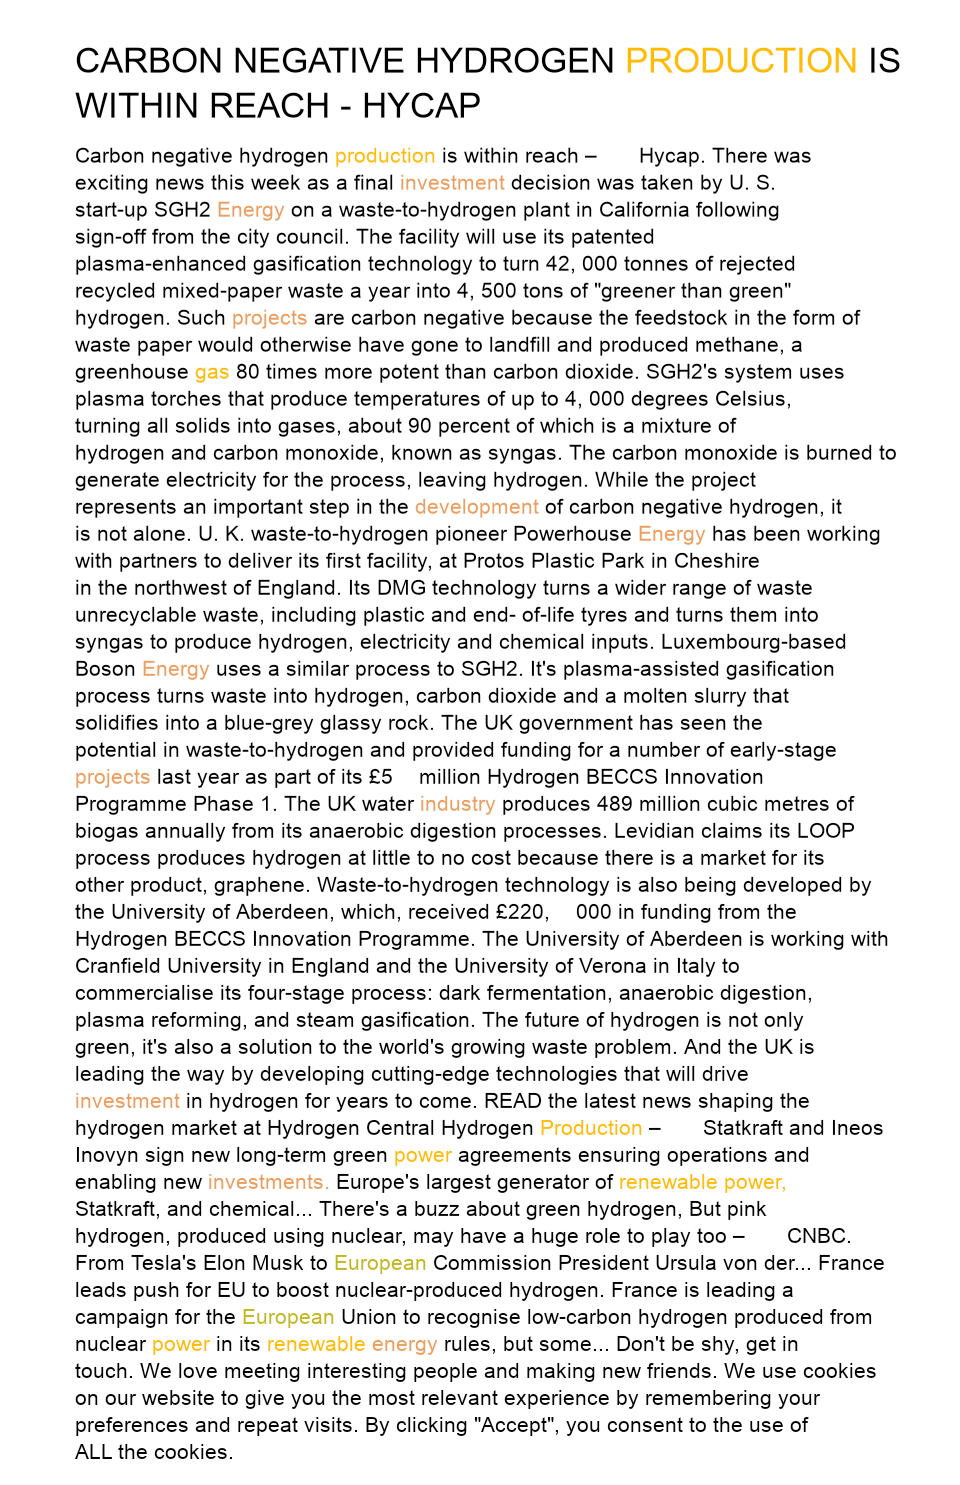 CARBON NEGATIVE HYDROGEN PRODUCTION IS
WITHIN REACH - HYCAP
Carbon negative hydrogen production is within reach – Hycap. There was
exciting news this week as a final investment decision was taken by U. S.
start-up SGH2 Energy on a waste-to-hydrogen plant in California following
sign-off from the city council. The facility will use its patented
plasma-enhanced gasification technology to turn 42, 000 tonnes of rejected
recycled mixed-paper waste a year into 4, 500 tons of "greener than green"
hydrogen. Such projects are carbon negative because the feedstock in the form of
waste paper would otherwise have gone to landfill and produced methane, a
greenhouse gas 80 times more potent than carbon dioxide. SGH2's system uses
plasma torches that produce temperatures of up to 4, 000 degrees Celsius,
turning all solids into gases, about 90 percent of which is a mixture of
hydrogen and carbon monoxide, known as syngas. The carbon monoxide is burned to
generate electricity for the process, leaving hydrogen. While the project
represents an important step in the development of carbon negative hydrogen, it
is not alone. U. K. waste-to-hydrogen pioneer Powerhouse Energy has been working
with partners to deliver its first facility, at Protos Plastic Park in Cheshire
in the northwest of England. Its DMG technology turns a wider range of waste
unrecyclable waste, including plastic and end- of-life tyres and turns them into
syngas to produce hydrogen, electricity and chemical inputs. Luxembourg-based
Boson Energy uses a similar process to SGH2. It's plasma-assisted gasification
process turns waste into hydrogen, carbon dioxide and a molten slurry that
solidifies into a blue-grey glassy rock. The UK government has seen the
potential in waste-to-hydrogen and provided funding for a number of early-stage
projects last year as part of its £5 million Hydrogen BECCS Innovation
Programme Phase 1. The UK water industry produces 489 million cubic metres of
biogas annually from its anaerobic digestion processes. Levidian claims its LOOP
process produces hydrogen at little to no cost because there is a market for its
other product, graphene. Waste-to-hydrogen technology is also being developed by
the University of Aberdeen, which, received £220, 000 in funding from the
Hydrogen BECCS Innovation Programme. The University of Aberdeen is working with
Cranfield University in England and the University of Verona in Italy to
commercialise its four-stage process: dark fermentation, anaerobic digestion,
plasma reforming, and steam gasification. The future of hydrogen is not only
green, it's also a solution to the world's growing waste problem. And the UK is
leading the way by developing cutting-edge technologies that will drive
investment in hydrogen for years to come. READ the latest news shaping the
hydrogen market at Hydrogen Central Hydrogen Production – Statkraft and Ineos
Inovyn sign new long-term green power agreements ensuring operations and
enabling new investments. Europe's largest generator of renewable power,
Statkraft, and chemical... There's a buzz about green hydrogen, But pink
hydrogen, produced using nuclear, may have a huge role to play too – CNBC.
From Tesla's Elon Musk to European Commission President Ursula von der... France
leads push for EU to boost nuclear-produced hydrogen. France is leading a
campaign for the European Union to recognise low-carbon hydrogen produced from
nuclear power in its renewable energy rules, but some... Don't be shy, get in
touch. We love meeting interesting people and making new friends. We use cookies
on our website to give you the most relevant experience by remembering your
preferences and repeat visits. By clicking "Accept", you consent to the use of
ALL the cookies.